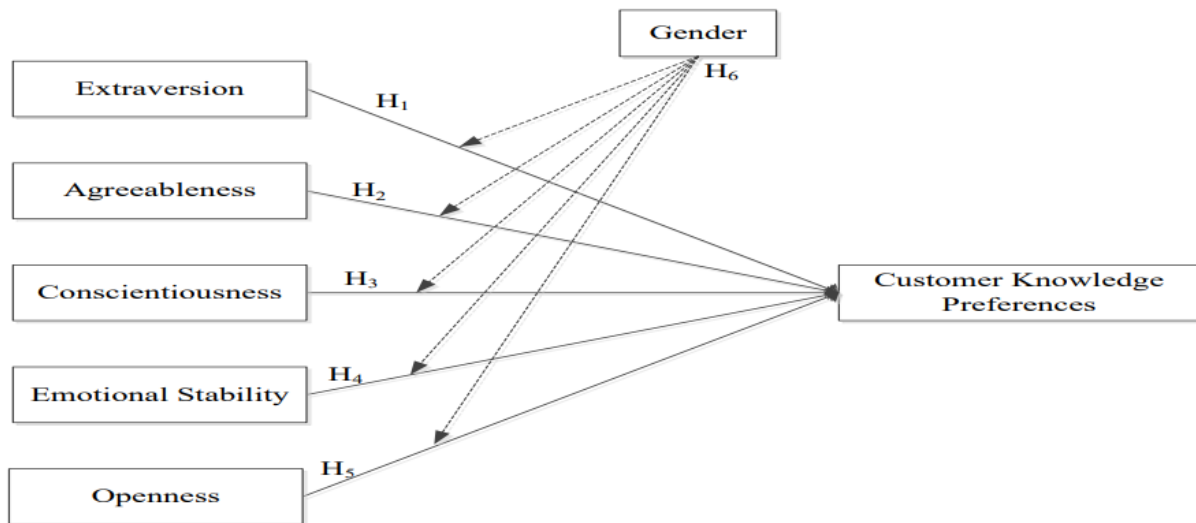 Gender
H₆
Extraversion
H₁
Agreeableness
H₂
Conscientiousness
H₃
Customer Knowledge
Preferences
Emotional Stability
H₄
Openness
H₅